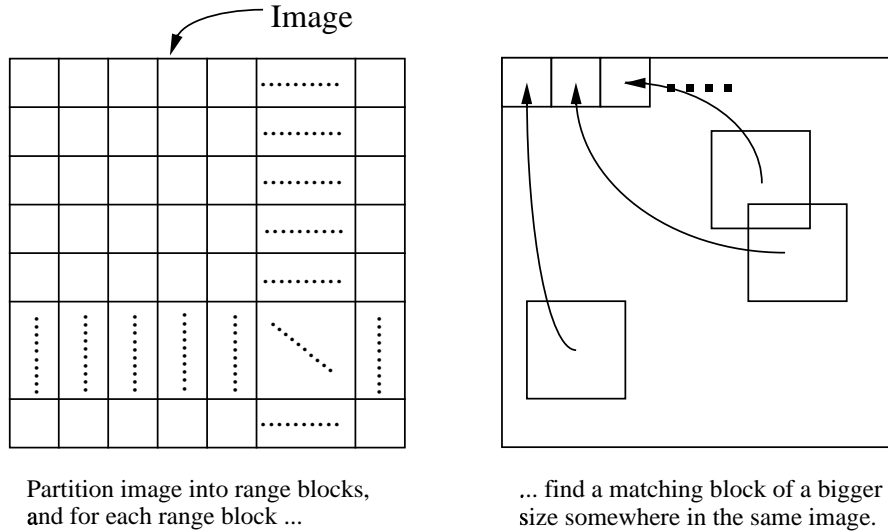 Image
Partition image into range blocks,
and for each range block ...
... find a matching block of a bigger
size somewhere in the same image.